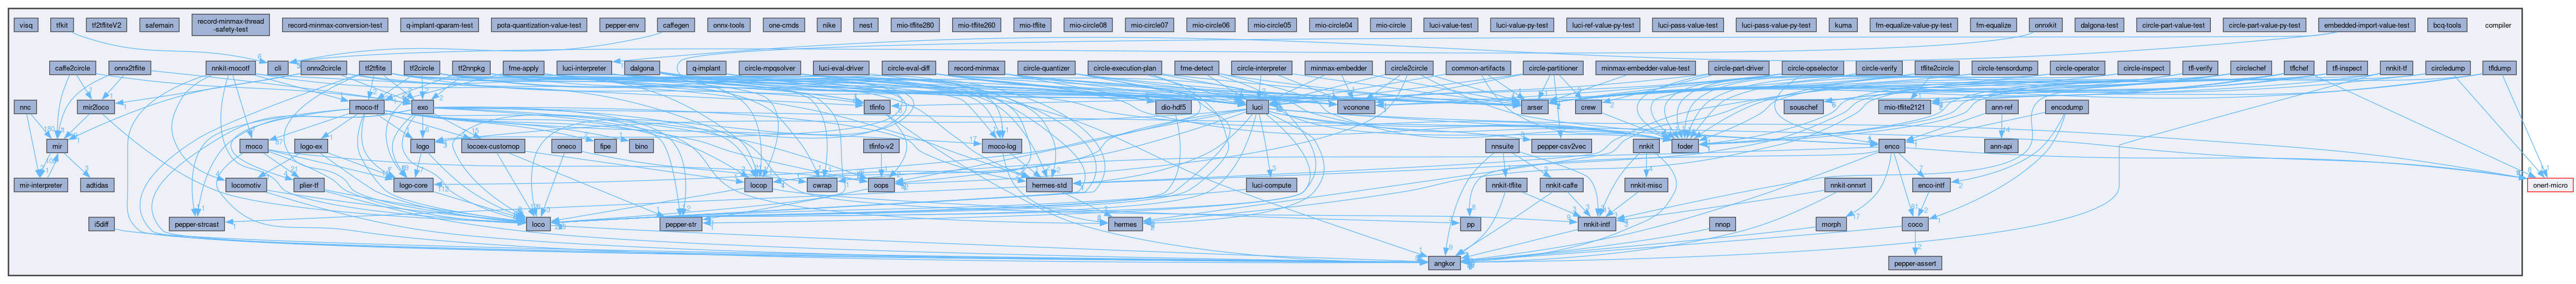 visq
tfkit
tf2tfliteV2
safemain
record-minmax-thread
-safety-test
record-minmax-conversion-test
q-implant-qparam-test
pota-quantization-value-test
pepper-env
caffegen
onnx-tools
one-cmds
nike
nest
mio-tflite280
mio-tflite260
mio-tflite
mio-circle08
mio-circle07
mio-circle06
mio-circle05
mio-circle04
mio-circle
luci-value-test
luci-value-py-test
luci-ref-value-py-test
luci-pass-value-test
luci-pass-value-py-test
kuma
fm-equalize-value-py-test
fm-equalize
onnxkit
dalgona-test
circle-part-value-test
circle-part-value-py-test
embedded-import-value-test
bcq-tools
compiler
caffe2circle
onnx2tflite
nnkit-mocotf
cli
onnx2circle
tf2tflite
tf2circle
tf2nnpkg
fme-apply
luci-interpreter
dalgona
q-implant
circle-mpqsolver
luci-eval-driver
circle-eval-diff
record-minmax
circle-quantizer
circle-execution-plan
fme-detect
circle-interpreter
minmax-embedder
circle2circle
common-artifacts
circle-partitioner
minmax-embedder-value-test
circle-part-driver
circle-opselector
circle-verify
tflite2circle
circle-tensordump
circle-operator
circle-inspect
tfl-verify
circlechef
tflchef
tfl-inspect
nnkit-tf
circledump
tfldump
nnc
mir2loco
moco-tf
exo
tfinfo
dio-hdf5
luci
vconone
arser
crew
souschef
mio-tflite2121
ann-ref
encodump
mir
moco
logo-ex
logo
locoex-customop
oneco
fipe
bino
tfinfo-v2
moco-log
pepper-csv2vec
nnsuite
nnkit
foder
enco
ann-api
mir-interpreter
adtidas
locomotiv
plier-tf
logo-core
locop
cwrap
oops
hermes-std
luci-compute
nnkit-tflite
nnkit-caffe
nnkit-misc
nnkit-onnxrt
enco-intf
onert-micro
i5diff
pepper-strcast
loco
pepper-str
hermes
pp
nnkit-intf
nnop
morph
coco
angkor
pepper-assert